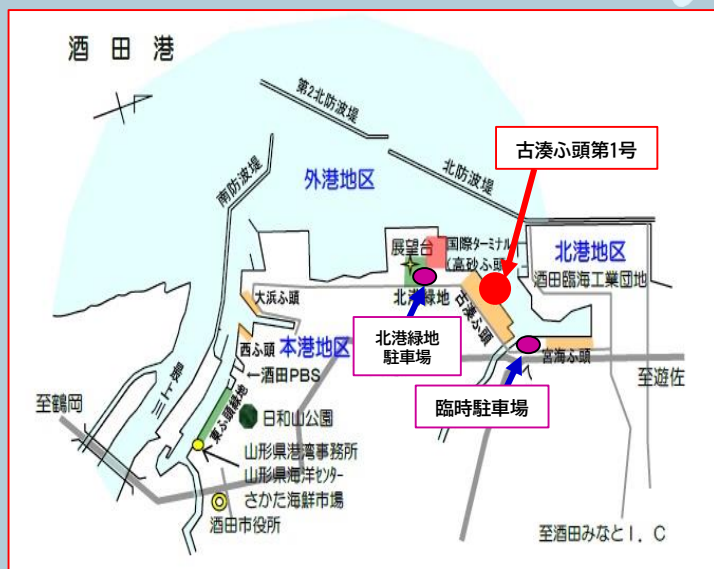 酒田港
第2北防波堤
北防波堤
南防波堤
外港地区
古湊ふ頭第1号
展望台
国際ターミナル
(高砂ふ頭)
北港地区
酒田臨海工業団地
大浜ふ頭
北港緑地
古湊ふ頭
西ふ頭
本港地区
北港緑地
駐車場
宮海ふ頭
←酒田PBS
最上川
至鶴岡
東ふ頭緑地
日和山公園
臨時駐車場
至遊佐
山形県港湾事務所
山形県海洋センター
さかた海鮮市場
酒田市役所
至酒田みなとI.C